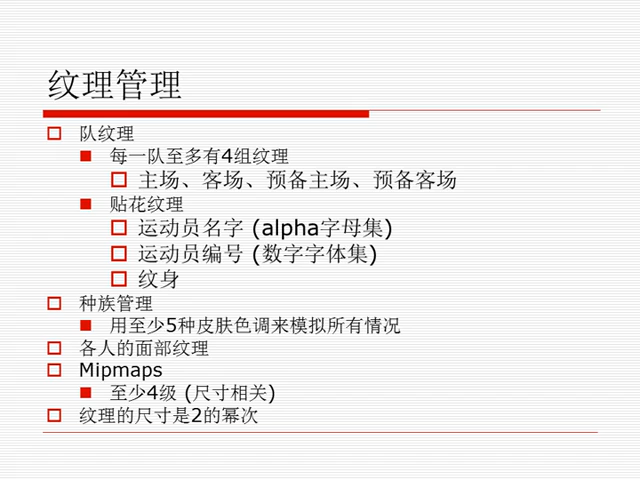 纹理管理
队纹理
每一队至多有4组纹理
主场、客场、预备主场、预备客场
贴花纹理
运动员名字 (alpha字母集)
运动员编号 (数字字体集)
纹身
种族管理
用至少5种皮肤色调来模拟所有情况
各人的面部纹理
Mipmaps
至少4级 (尺寸相关)
纹理的尺寸是2的幂次